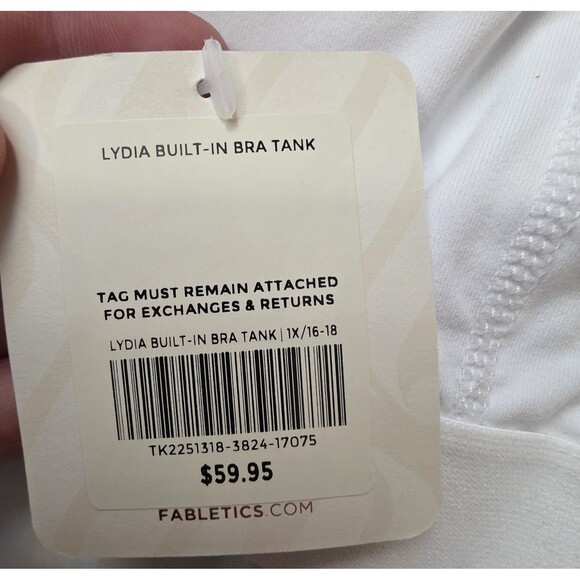 LYDIA BUILT-IN BRA TANK
TAG MUST REMAIN ATTACHED
FOR EXCHANGES & RETURNS
LYDIA BUILT-IN BRA TANK | 1X/16-18
TK2251318-3824-17075
$59.95
FABLETICS.COM